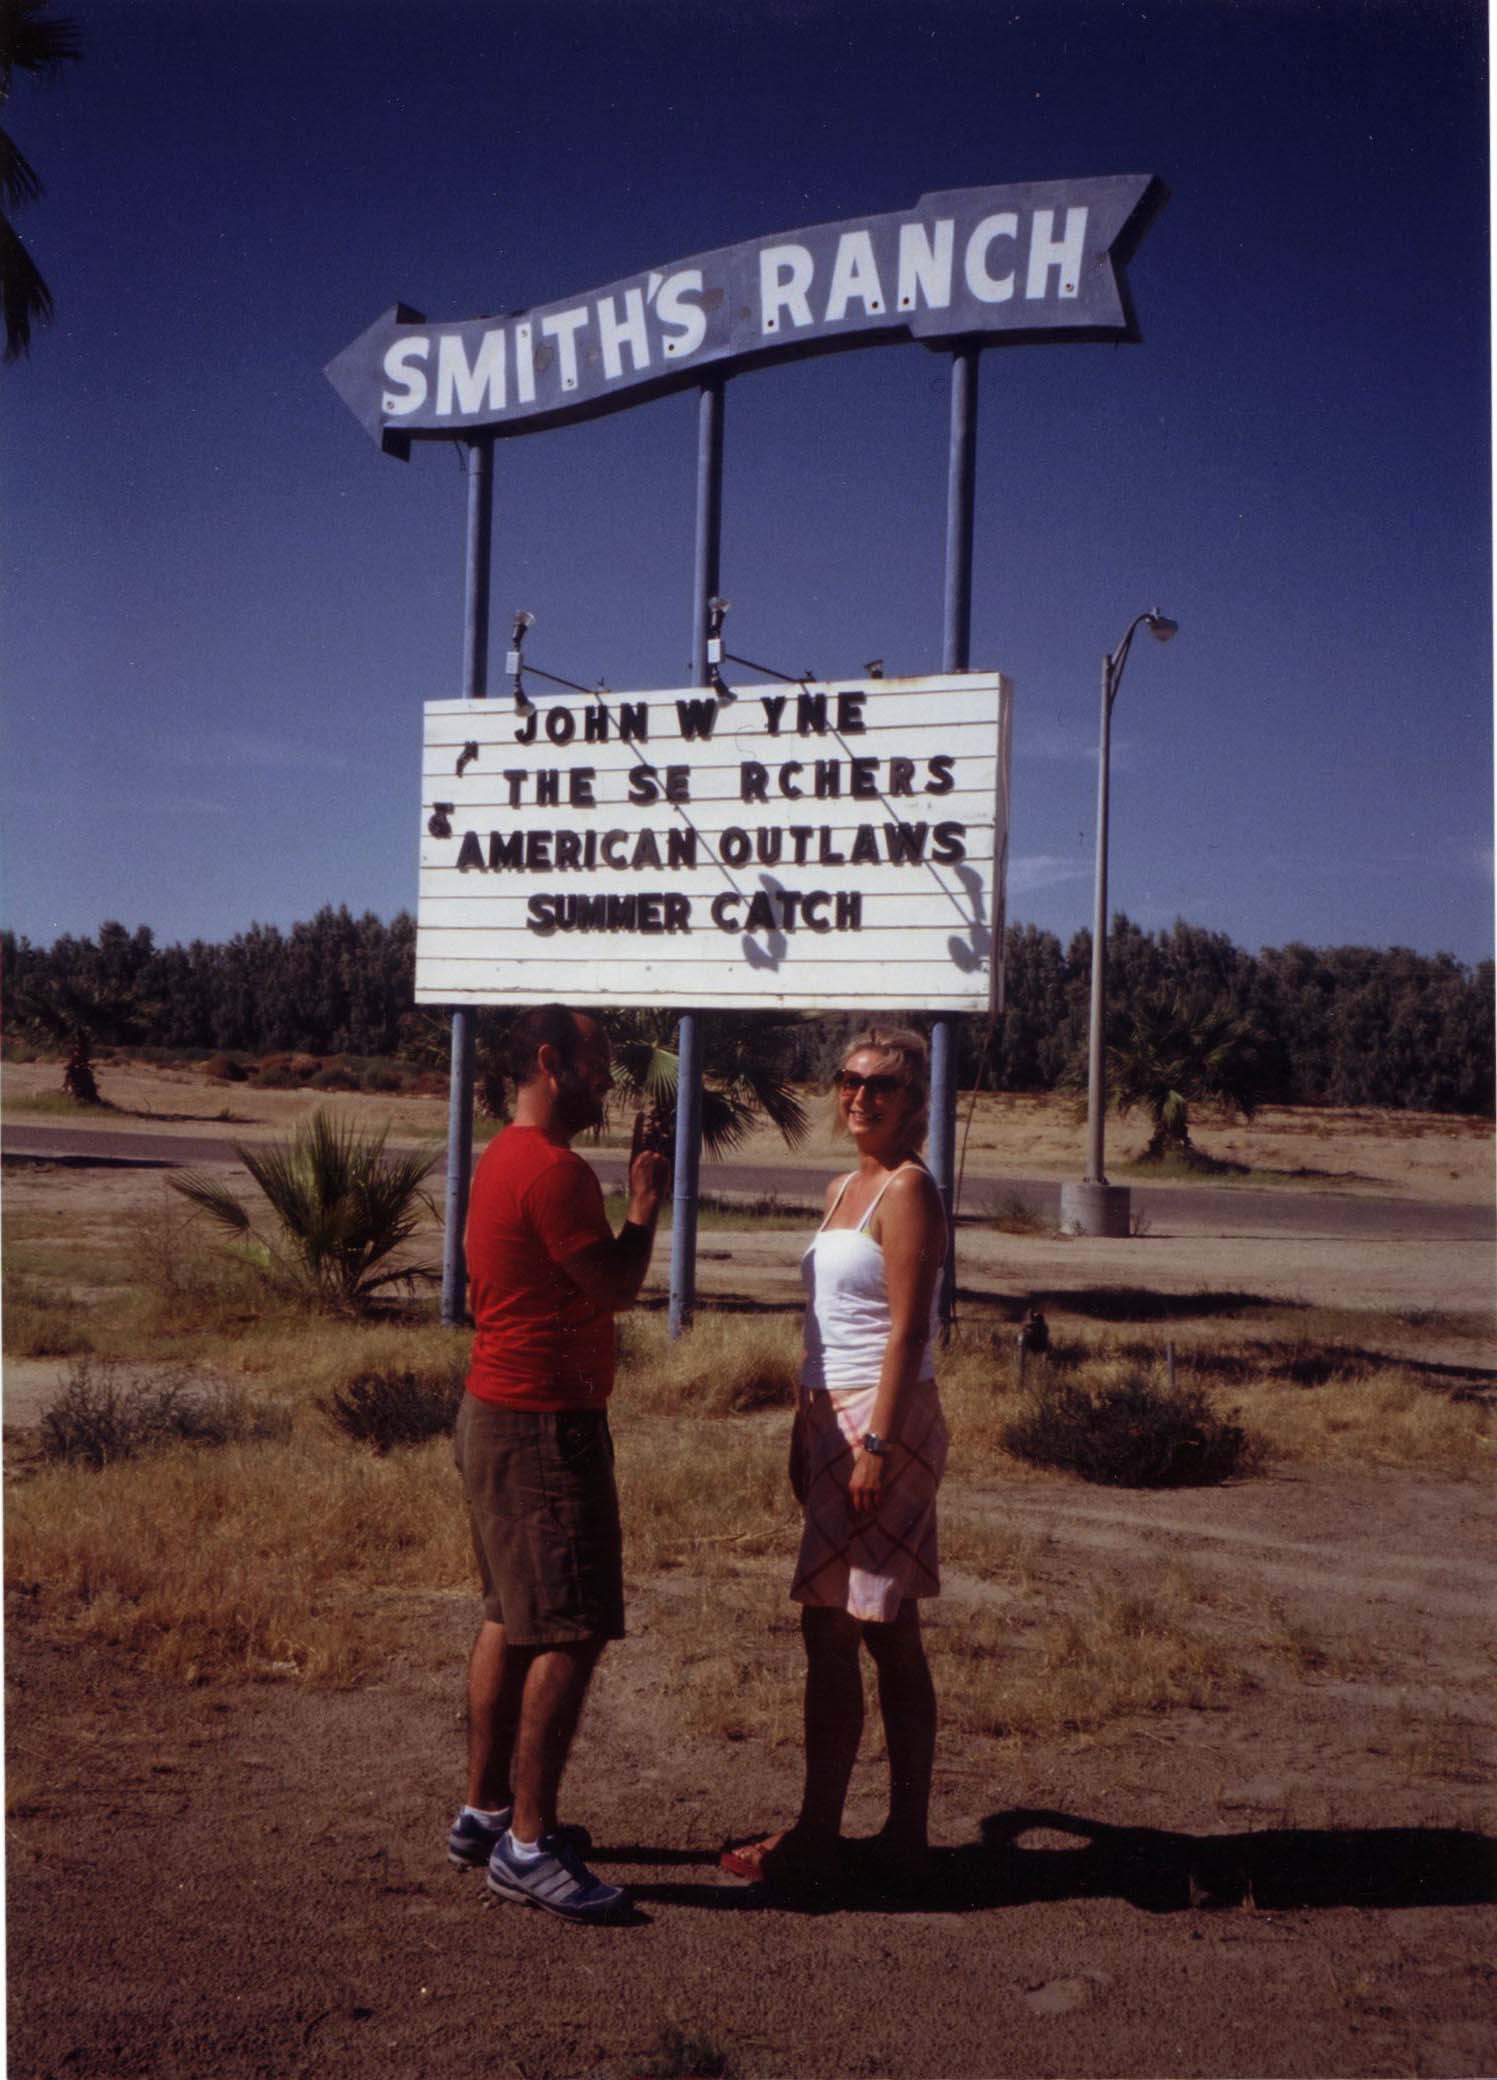 SMITH'S RANCH
JOHN W YNE
THE SE RCHERS
& AMERICAN OUTLAWS
SUMMER CATCH